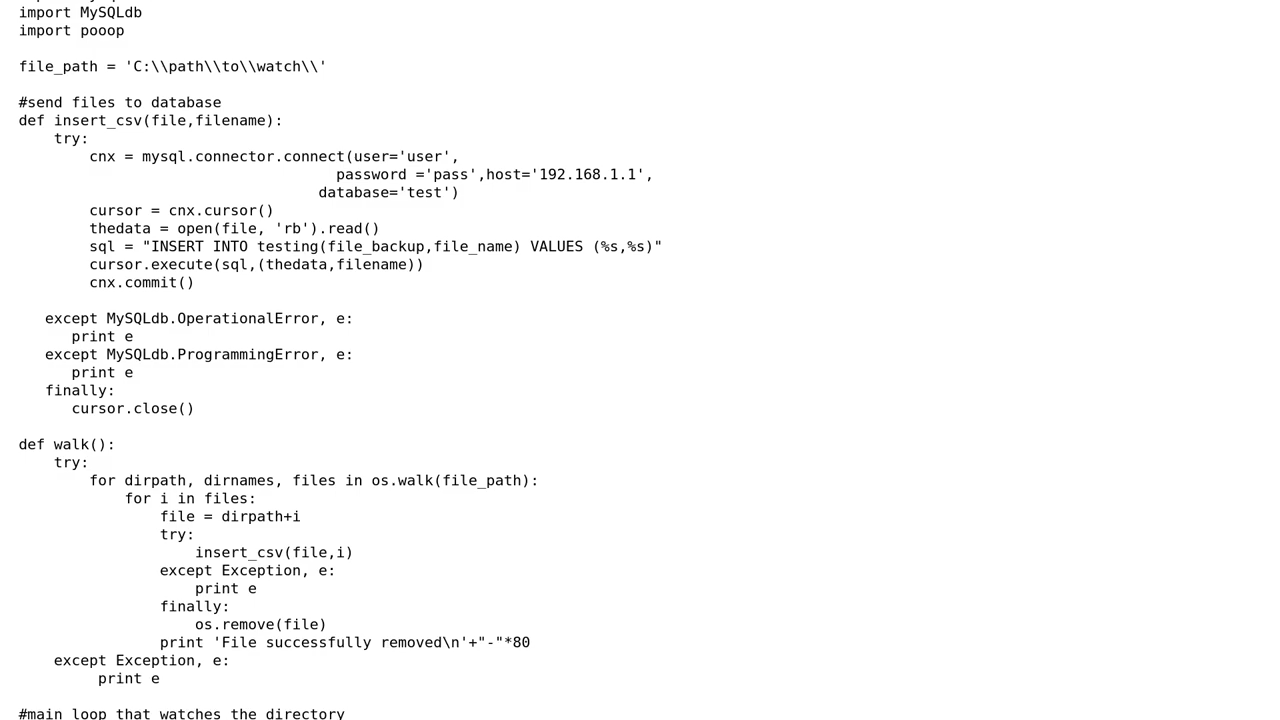 import MySQLdb
import pooop

file_path = 'C:\\path\\to\\watch\\'

#send files to database
def insert_csv(file,filename):
    try:
        cnx = mysql.connector.connect(user='user',
                                    password ='pass',host='192.168.1.1',
                                  database='test')
        cursor = cnx.cursor()
        thedata = open(file, 'rb').read()
        sql = "INSERT INTO testing(file_backup,file_name) VALUES (%s,%s)"
        cursor.execute(sql,(thedata,filename))
        cnx.commit()

   except MySQLdb.OperationalError, e:
      print e
   except MySQLdb.ProgrammingError, e:
      print e
   finally:
      cursor.close()

def walk():
    try:
        for dirpath, dirnames, files in os.walk(file_path):
            for i in files:
                file = dirpath+i
                try:
                    insert_csv(file,i)
                except Exception, e:
                    print e
                finally:
                    os.remove(file)
                print 'File successfully removed\n'+"-"*80
    except Exception, e:
         print e

#main loop that watches the directory